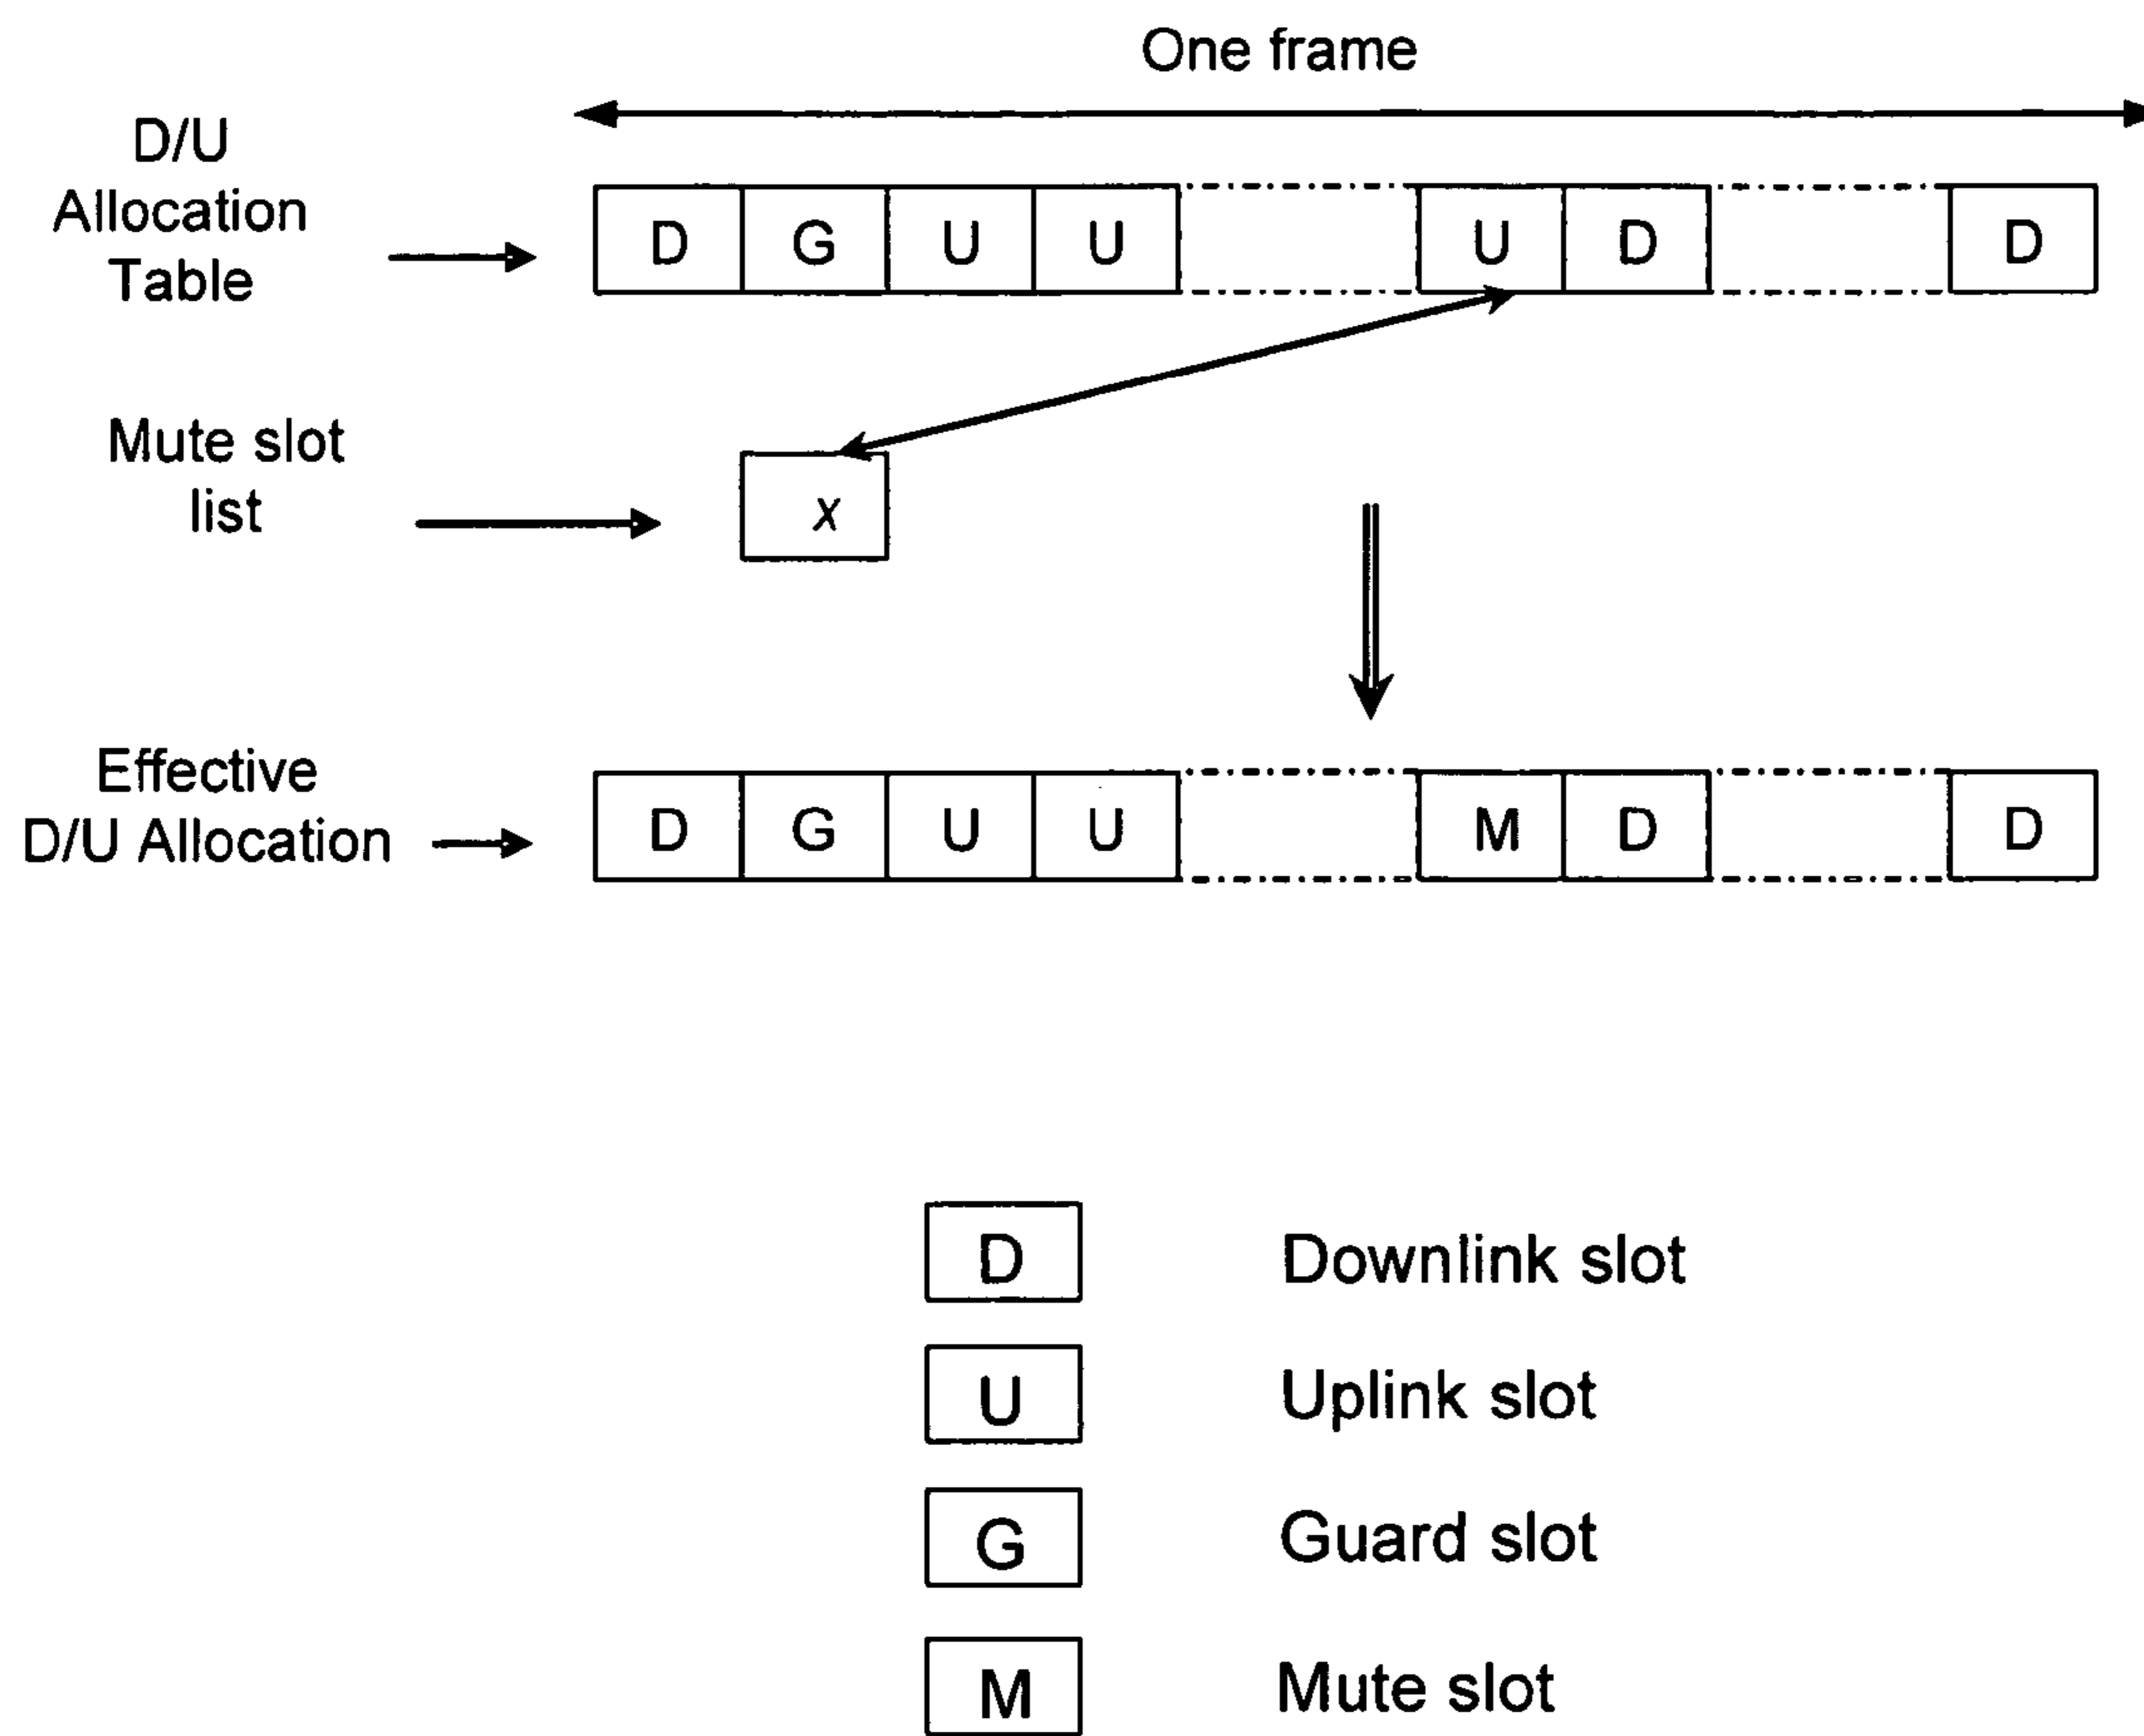 One frame
D/U
Allocation
Table
D G U U U D D
Mute slot
list
x
Effective
D/U Allocation
D G U U M D D
D Downlink slot
U Uplink slot
G Guard slot
M Mute slot